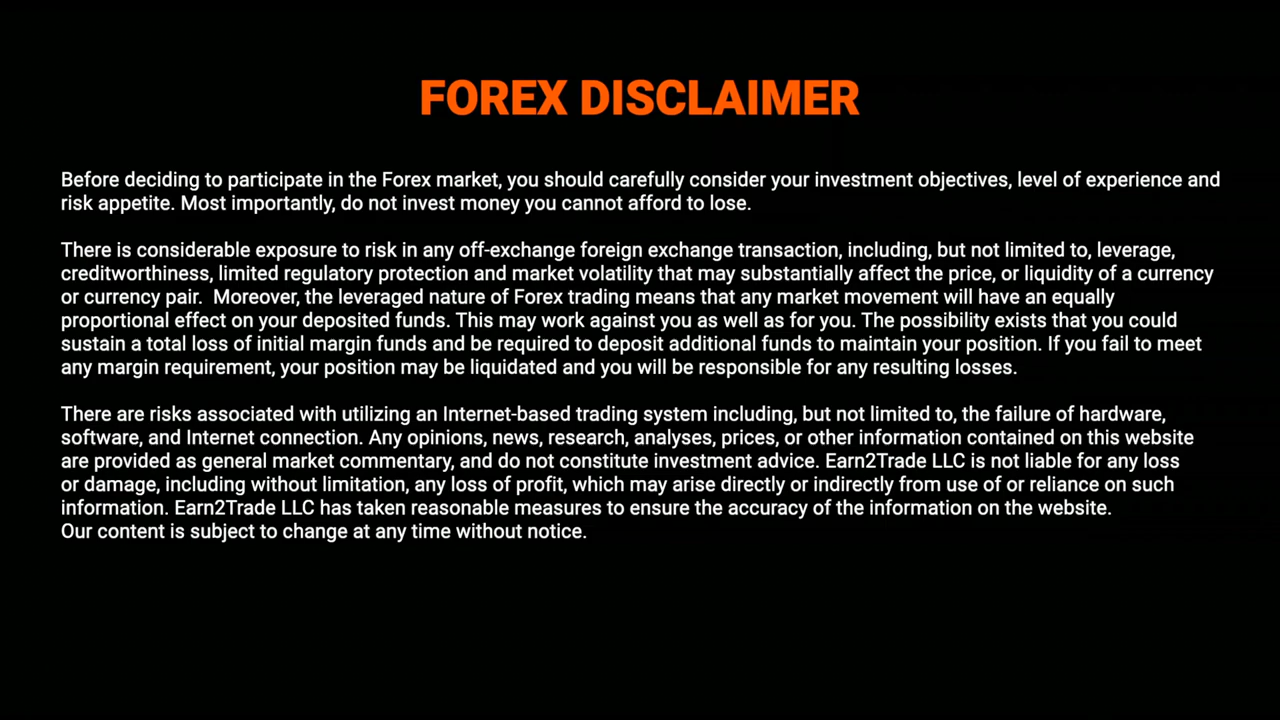 FOREX DISCLAIMER
Before deciding to participate in the Forex market, you should carefully consider your investment objectives, level of experience and
risk appetite. Most importantly, do not invest money you cannot afford to lose.
There is considerable exposure to risk in any off-exchange foreign exchange transaction, including, but not limited to, leverage,
creditworthiness, limited regulatory protection and market volatility that may substantially affect the price, or liquidity of a currency
or currency pair.  Moreover, the leveraged nature of Forex trading means that any market movement will have an equally
proportional effect on your deposited funds. This may work against you as well as for you. The possibility exists that you could
sustain a total loss of initial margin funds and be required to deposit additional funds to maintain your position. If you fail to meet
any margin requirement, your position may be liquidated and you will be responsible for any resulting losses.
There are risks associated with utilizing an Internet-based trading system including, but not limited to, the failure of hardware,
software, and Internet connection. Any opinions, news, research, analyses, prices, or other information contained on this website
are provided as general market commentary, and do not constitute investment advice. Earn2Trade LLC is not liable for any loss
or damage, including without limitation, any loss of profit, which may arise directly or indirectly from use of or reliance on such
information. Earn2Trade LLC has taken reasonable measures to ensure the accuracy of the information on the website.
Our content is subject to change at any time without notice.